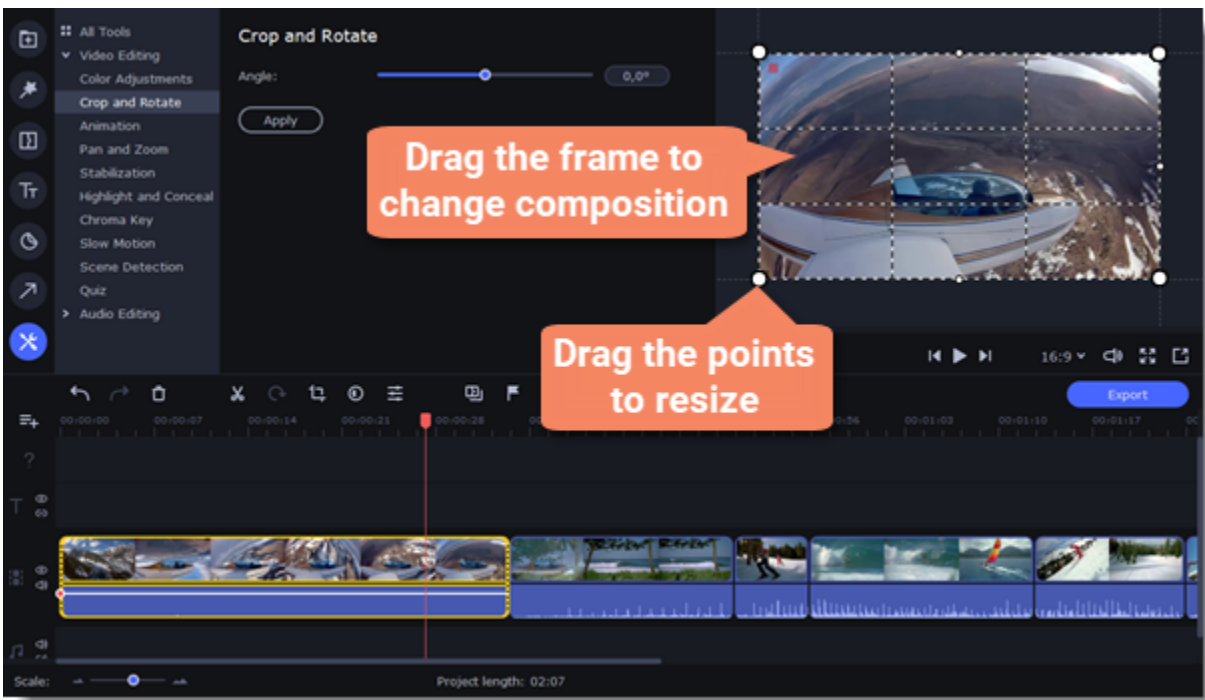 All Tools
Video Editing
Color Adjustments
Crop and Rotate
Animation
Pan and Zoom
Stabilization
Highlight and Conceal
Chroma Key
Slow Motion
Scene Detection
Quiz
Audio Editing
Crop and Rotate
Angle:
0,0°
Apply
Drag the frame to
change composition
Drag the points
to resize
16:9
Export
00:00:00 00:00:07 00:00:14 00:00:21 00:00:28 00:01:03 00:01:10 00:01:17
Scale:
Project length: 02:07